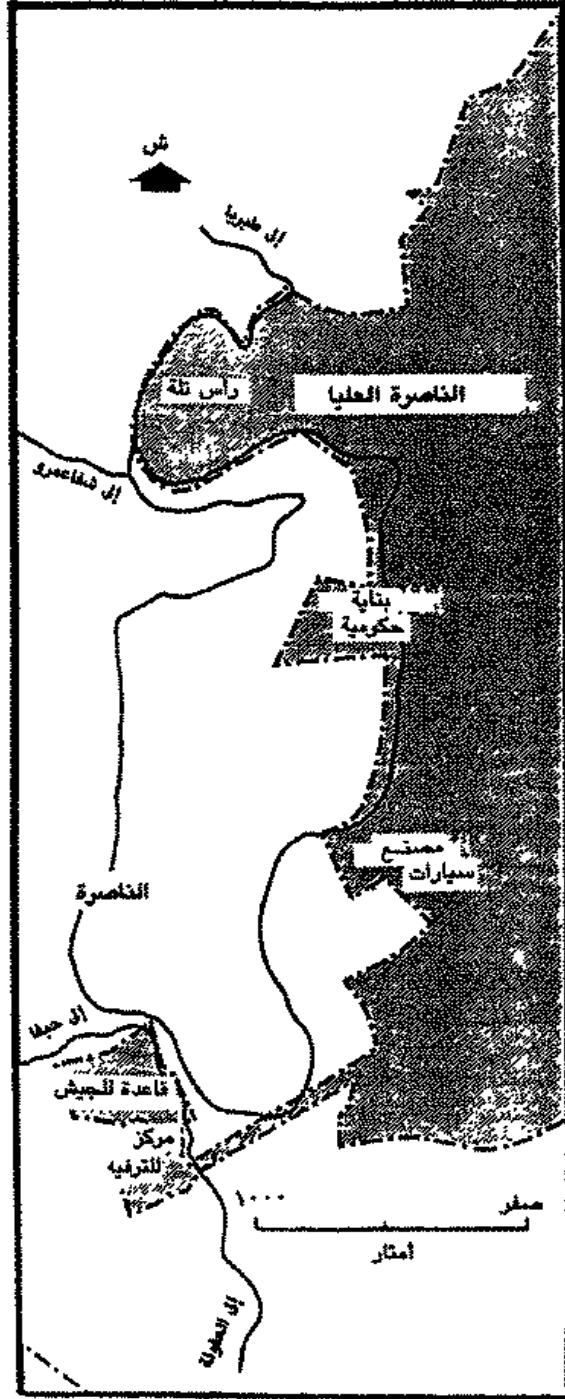 ش
إلى طبريا
رأس تلة
الناصرة العليا
إلى شفاعمرو
بناية
حكومية
مصنع
سيارات
الناصرة
إلى حيفا
قاعدة للجيش
مركز
للترفيه
صفر
١٠٠٠
أمتار
إلى العفولة